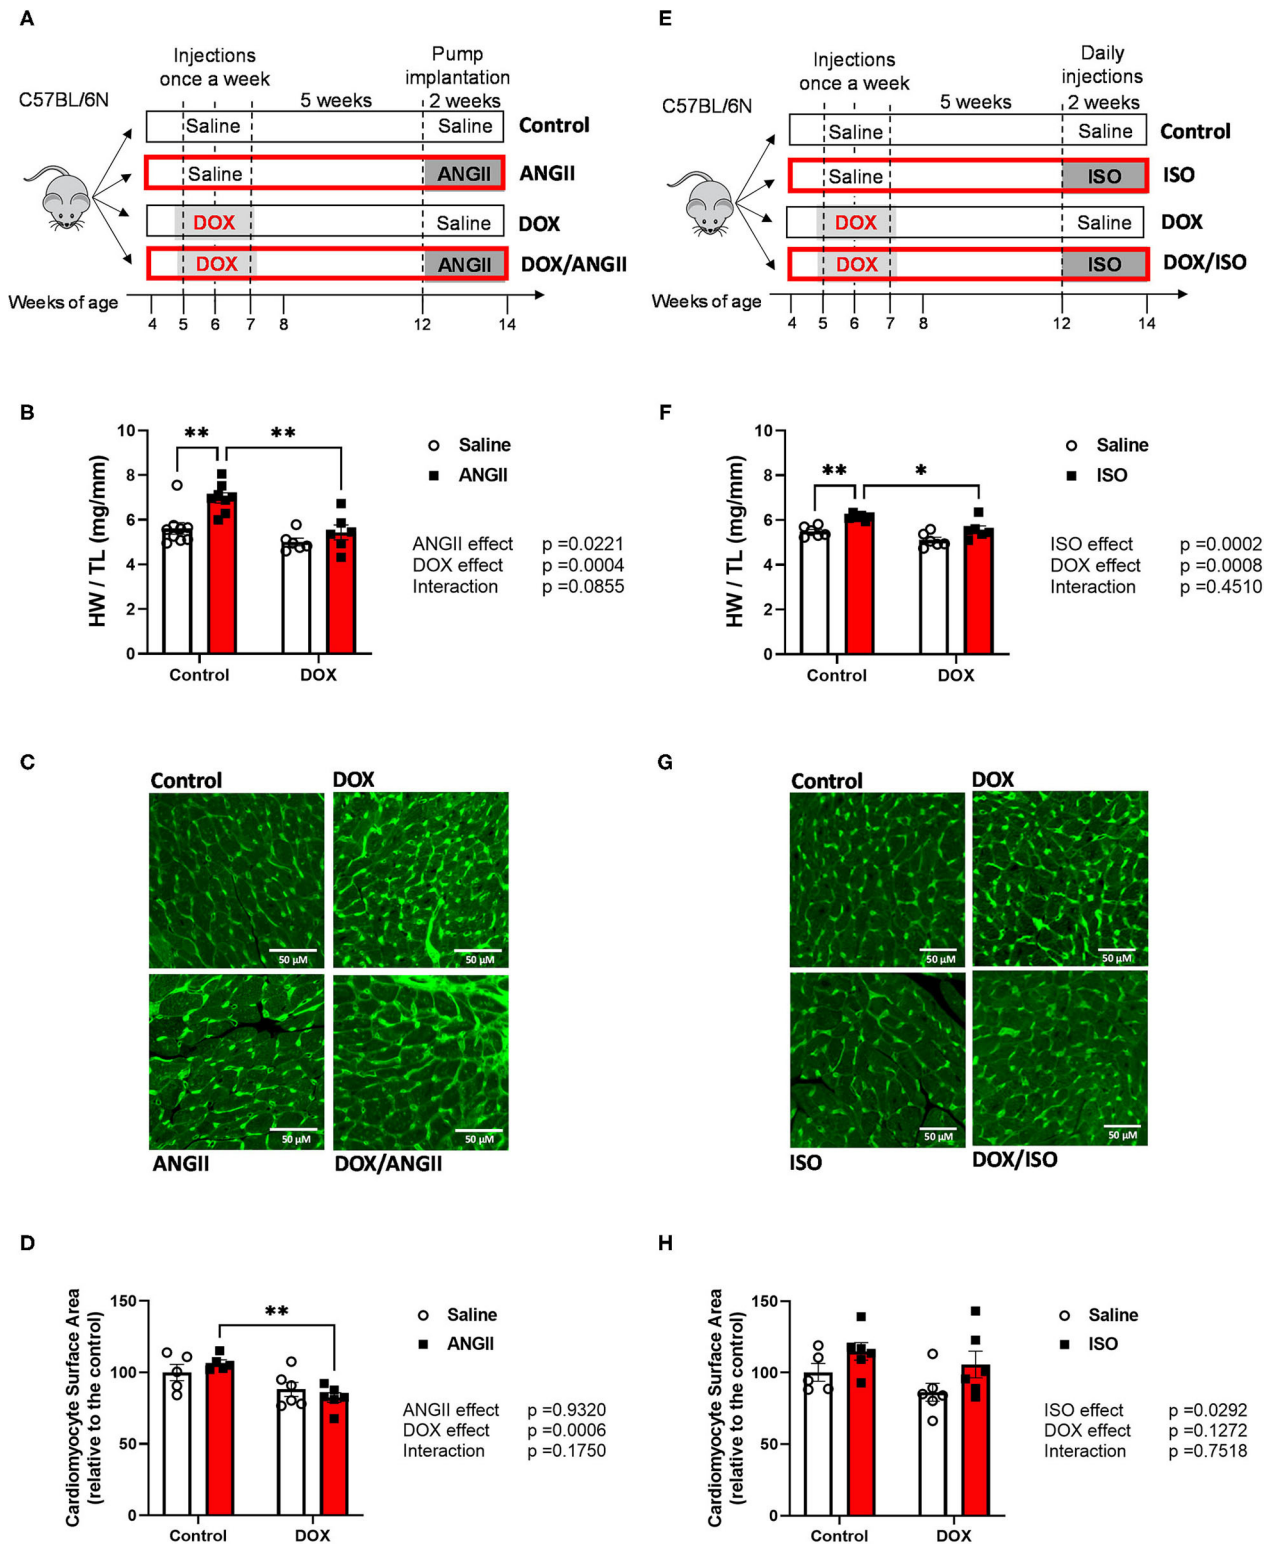 A
Injections
once a week
Pump
implantation
C57BL/6N
5 weeks
2 weeks
Saline
Saline
Control
Saline
ANGII
ANGII
DOX
Saline
DOX
DOX
ANGII
DOX/ANGII
Weeks of age
4 5 6 7 8 12 14
E
Injections
once a week
Daily
injections
C57BL/6N
5 weeks
2 weeks
Saline
Saline
Control
Saline
ISO
ISO
DOX
Saline
DOX
DOX
ISO
DOX/ISO
Weeks of age
4 5 6 7 8 12 14
B
HW / TL (mg/mm)
10
8
6
4
2
0
** **
Control DOX
Saline
ANGII
ANGII effect p =0.0221
DOX effect p =0.0004
Interaction p =0.0855
F
HW / TL (mg/mm)
10
8
6
4
2
0
** *
Control DOX
Saline
ISO
ISO effect p =0.0002
DOX effect p =0.0008
Interaction p =0.4510
C
Control DOX
50 µM 50 µM
50 µM 50 µM
ANGII DOX/ANGII
G
Control DOX
50 µM 50 µM
50 µM 50 µM
ISO DOX/ISO
D
Cardiomyocyte Surface Area
(relative to the control)
150
100
50
0
**
Control DOX
Saline
ANGII
ANGII effect p =0.9320
DOX effect p =0.0006
Interaction p =0.1750
H
Cardiomyocyte Surface Area
(relative to the control)
150
100
50
0
Control DOX
Saline
ISO
ISO effect p =0.0292
DOX effect p =0.1272
Interaction p =0.7518